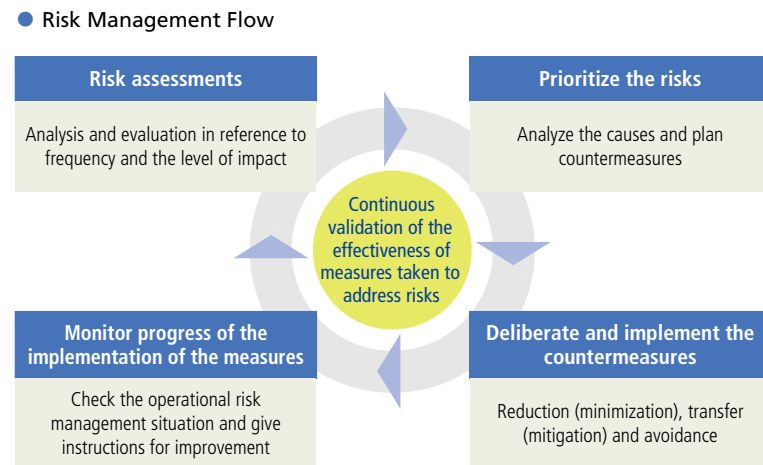 Risk Management Flow
Risk assessments
Analysis and evaluation in reference to
frequency and the level of impact
Prioritize the risks
Analyze the causes and plan
countermeasures
Continuous
validation of the
effectiveness of
measures taken to
address risks
Monitor progress of the
implementation of the measures
Check the operational risk
management situation and give
instructions for improvement
Deliberate and implement the
countermeasures
Reduction (minimization), transfer
(mitigation) and avoidance